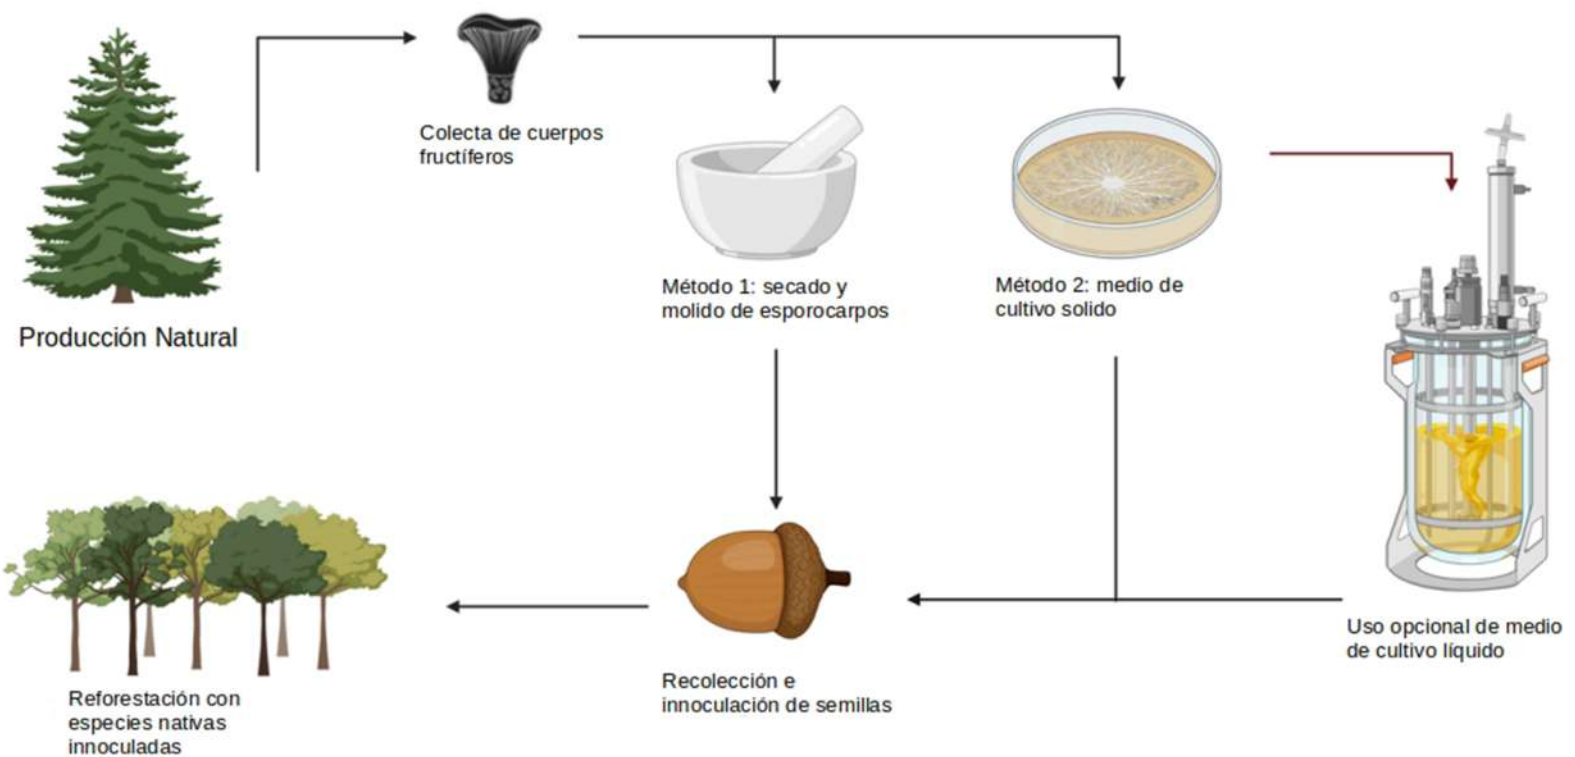 Colecta de cuerpos
fructíferos
Método 1: secado y
molido de esporocarpos
Método 2: medio de
cultivo solido
Producción Natural
Uso opcional de medio
de cultivo líquido
Recolección e
innoculación de semillas
Reforestación con
especies nativas
innoculadas